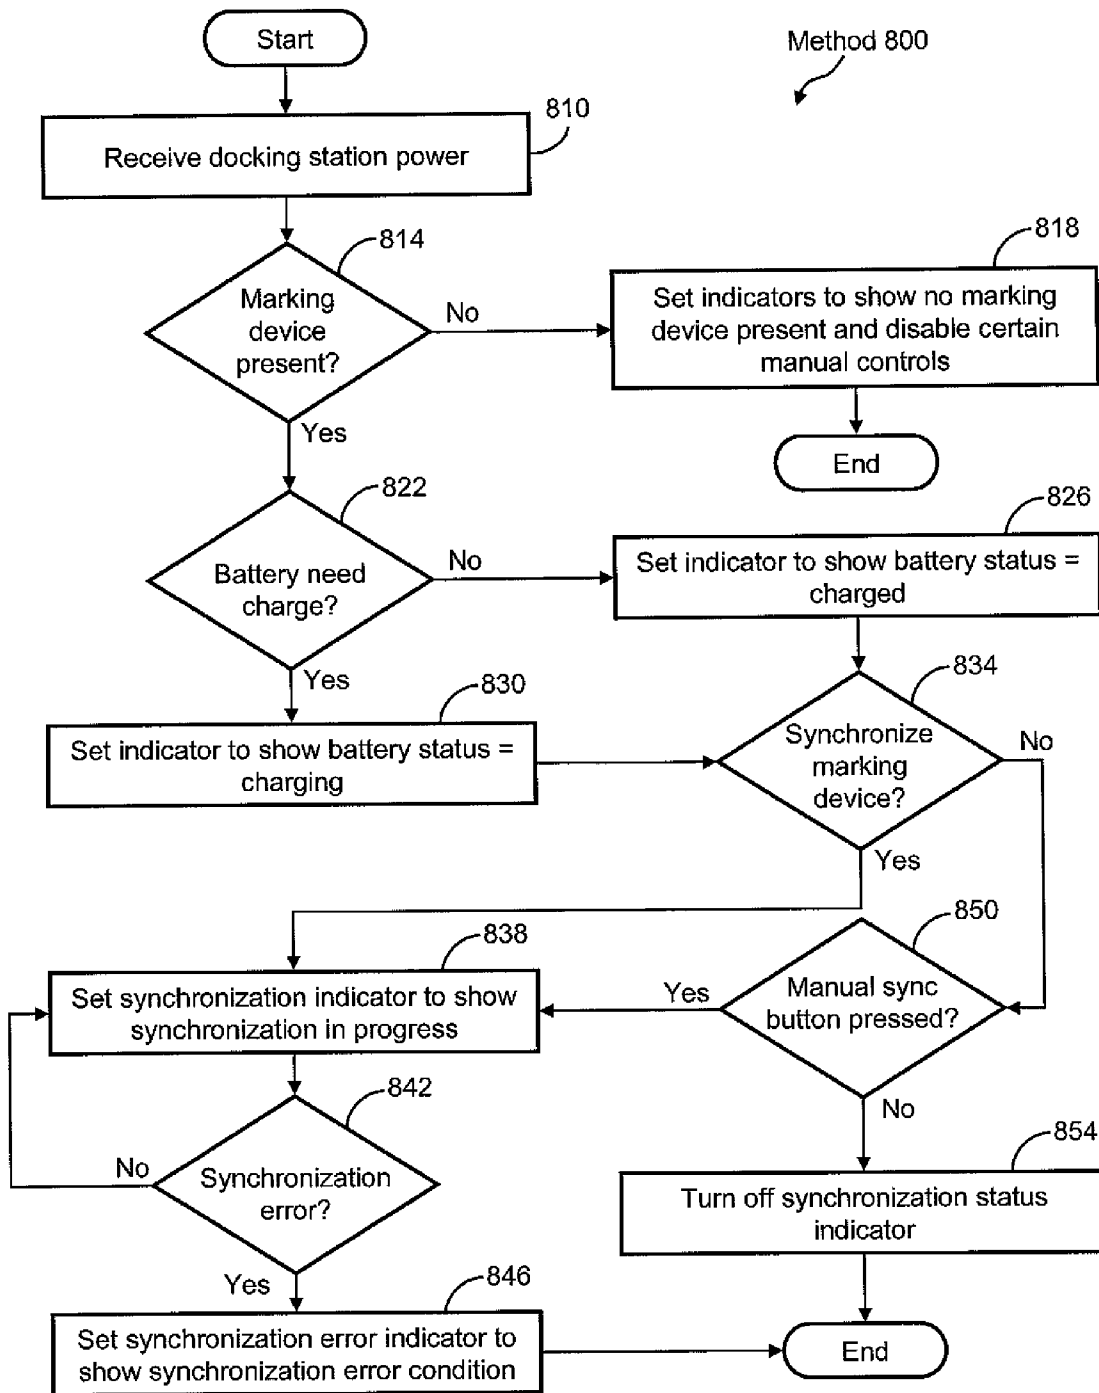 Start
Method 800
810
Receive docking station power
814
Marking
device
present?
No
Yes
818
Set indicators to show no marking
device present and disable certain
manual controls
End
822
Battery need
charge?
No
Yes
826
Set indicator to show battery status =
charged
830
Set indicator to show battery status =
charging
834
Synchronize
marking
device?
No
Yes
838
Set synchronization indicator to show
synchronization in progress
850
Manual sync
button pressed?
Yes
No
842
Synchronization
error?
No
Yes
854
Turn off synchronization status
indicator
846
Set synchronization error indicator to
show synchronization error condition
End